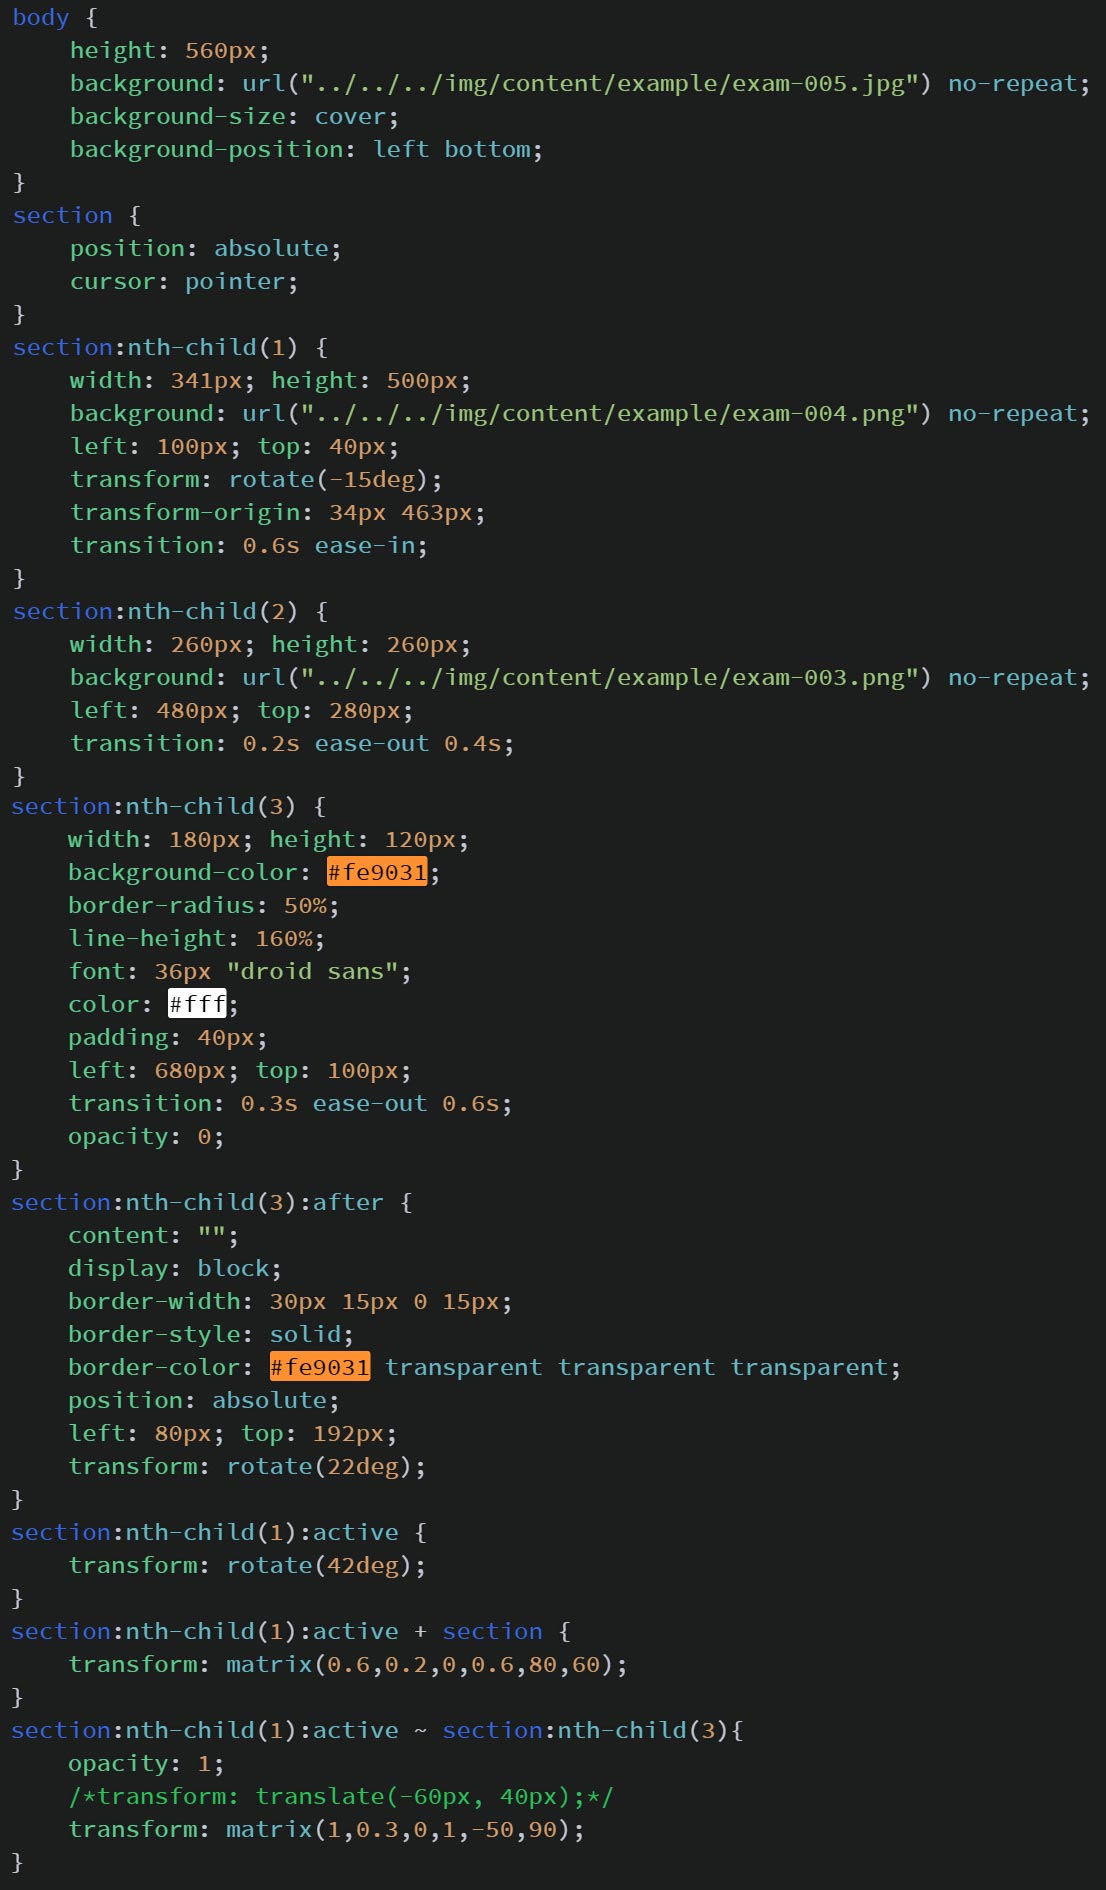 body {
    height: 560px;
    background: url("../../../img/content/example/exam-005.jpg") no-repeat;
    background-size: cover;
    background-position: left bottom;
}
section {
    position: absolute;
    cursor: pointer;
}
section:nth-child(1) {
    width: 341px; height: 500px;
    background: url("../../../img/content/example/exam-004.png") no-repeat;
    left: 100px; top: 40px;
    transform: rotate(-15deg);
    transform-origin: 34px 463px;
    transition: 0.6s ease-in;
}
section:nth-child(2) {
    width: 260px; height: 260px;
    background: url("../../../img/content/example/exam-003.png") no-repeat;
    left: 480px; top: 280px;
    transition: 0.2s ease-out 0.4s;
}
section:nth-child(3) {
    width: 180px; height: 120px;
    background-color: #fe9031;
    border-radius: 50%;
    line-height: 160%;
    font: 36px "droid sans";
    color: #fff;
    padding: 40px;
    left: 680px; top: 100px;
    transition: 0.3s ease-out 0.6s;
    opacity: 0;
}
section:nth-child(3):after {
    content: "";
    display: block;
    border-width: 30px 15px 0 15px;
    border-style: solid;
    border-color: #fe9031 transparent transparent transparent;
    position: absolute;
    left: 80px; top: 192px;
    transform: rotate(22deg);
}
section:nth-child(1):active {
    transform: rotate(42deg);
}
section:nth-child(1):active + section {
    transform: matrix(0.6,0.2,0,0.6,80,60);
}
section:nth-child(1):active ~ section:nth-child(3){
    opacity: 1;
    /*transform: translate(-60px, 40px);*/
    transform: matrix(1,0.3,0,1,-50,90);
}